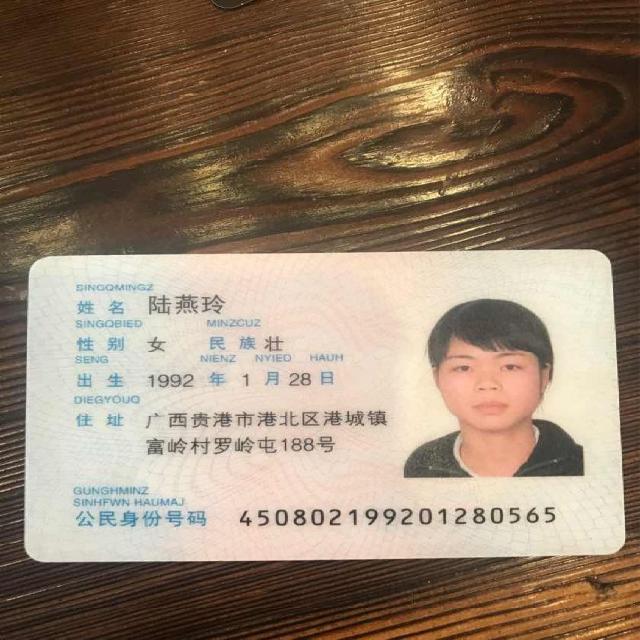 SINGQMINGZ
姓名 陆燕玲
SINGQBIED MINZCUZ
性别 女 民族 壮
SENG NIENZ NYIED HAUH
出生 1992 年 1 月 28 日
DIEGYOUQ
住址 广西贵港市港北区港城镇
富岭村罗岭屯188号
GUNGHMINZ
SINHFWN HAUMAJ
公民身份号码 450802199201280565